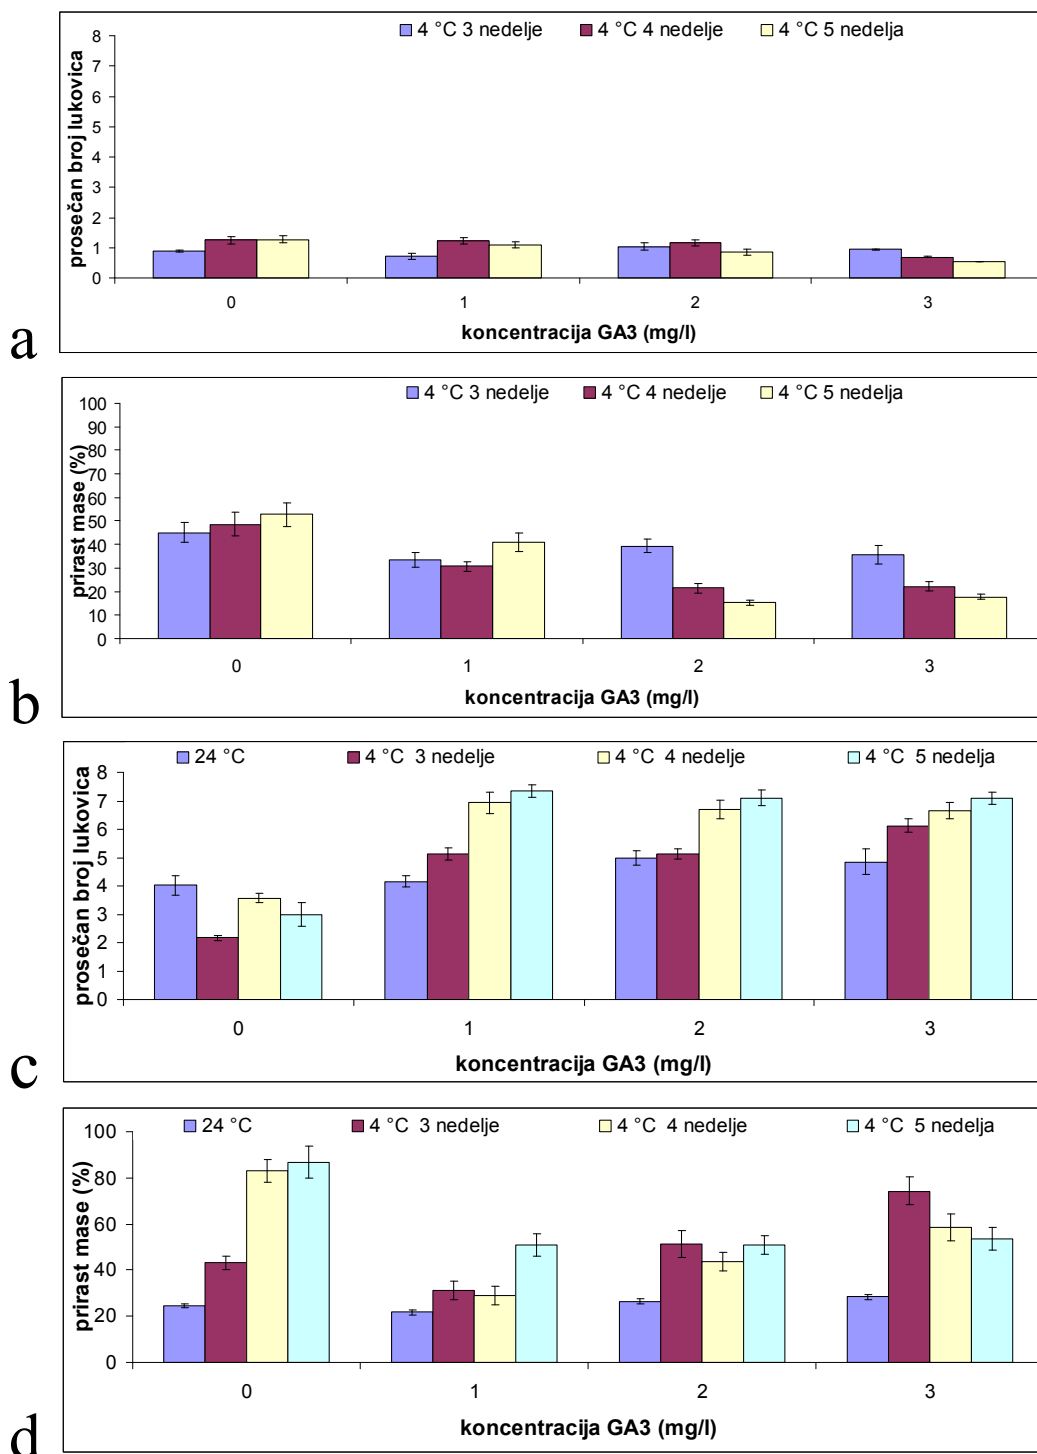 4 °C 3 nedelje 4 °C 4 nedelje 4 °C 5 nedelja
prosečan broj lukovica
8
7
6
5
4
3
2
1
0
0 1 2 3
koncentracija GA3 (mg/l)
a
4 °C 3 nedelje 4 °C 4 nedelje 4 °C 5 nedelja
prirast mase (%)
100
90
80
70
60
50
40
30
20
10
0
0 1 2 3
koncentracija GA3 (mg/l)
b
24 °C 4 °C 3 nedelje 4 °C 4 nedelje 4 °C 5 nedelja
prosečan broj lukovica
8
7
6
5
4
3
2
1
0
0 1 2 3
koncentracija GA3 (mg/l)
c
24 °C 4 °C 3 nedelje 4 °C 4 nedelje 4 °C 5 nedelja
prirast mase (%)
100
80
60
40
20
0
0 1 2 3
koncentracija GA3 (mg/l)
d